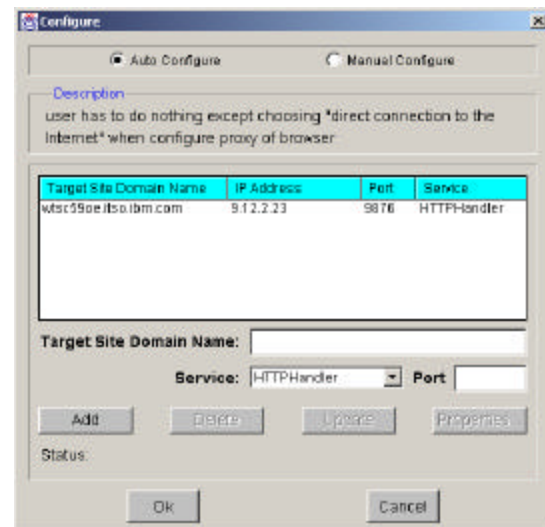 Configure
Auto Configure Manual Configure
Description
user has to do nothing except choosing "direct connection to the
Internet" when configure proxy of browser
Target Site Domain Name IP Address Port Service
wtsc59oe.itso.ibm.com 9.12.2.23 9876 HTTPHandler
Target Site Domain Name:
Service: HTTPHandler Port
Add Delete Update Properties
Status:
Ok Cancel